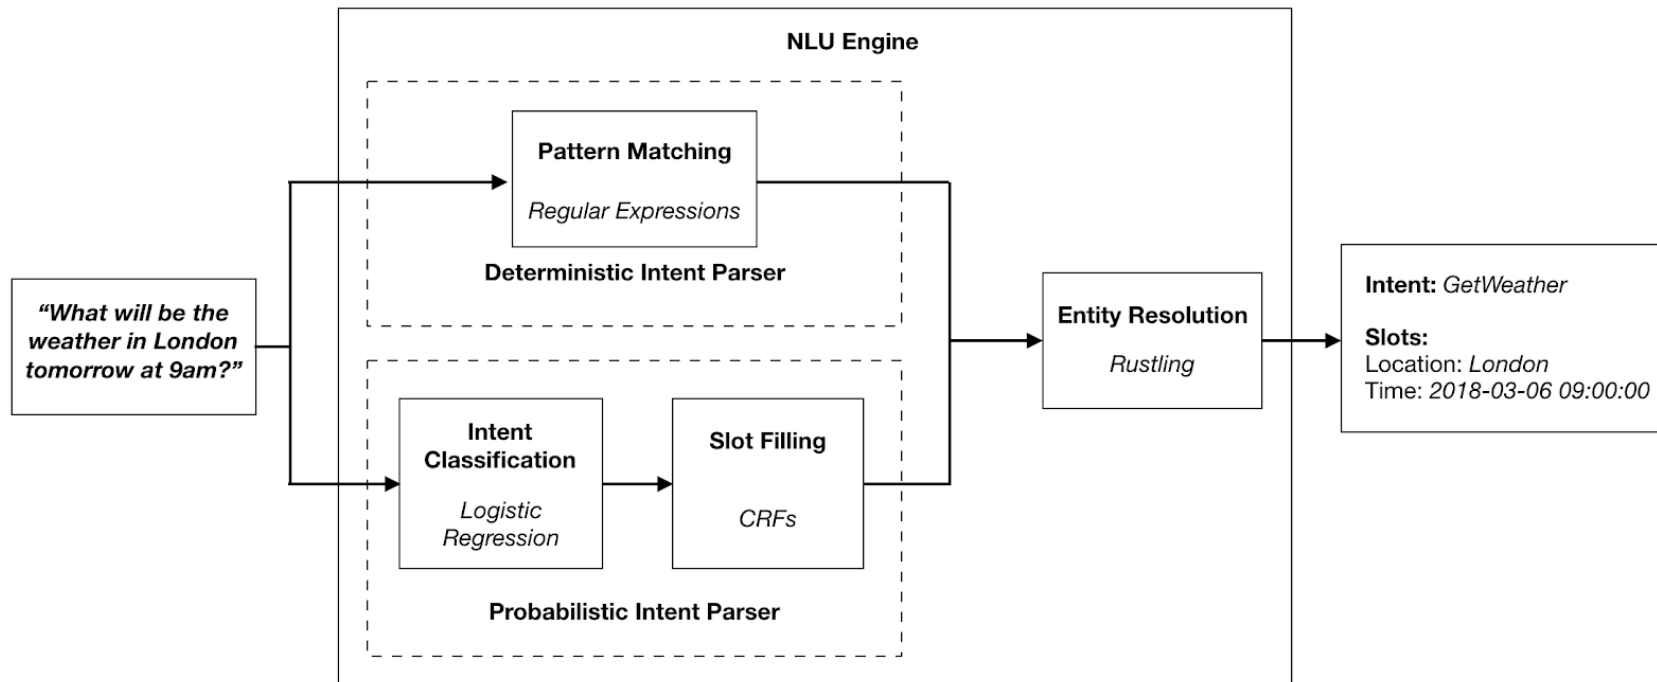 NLU Engine
Pattern Matching
Regular Expressions
Deterministic Intent Parser
“What will be the
weather in London
tomorrow at 9am?”
Intent
Classification
Logistic
Regression
Slot Filling
CRFs
Probabilistic Intent Parser
Entity Resolution
Rustling
Intent: GetWeather
Slots:
Location: London
Time: 2018-03-06 09:00:00